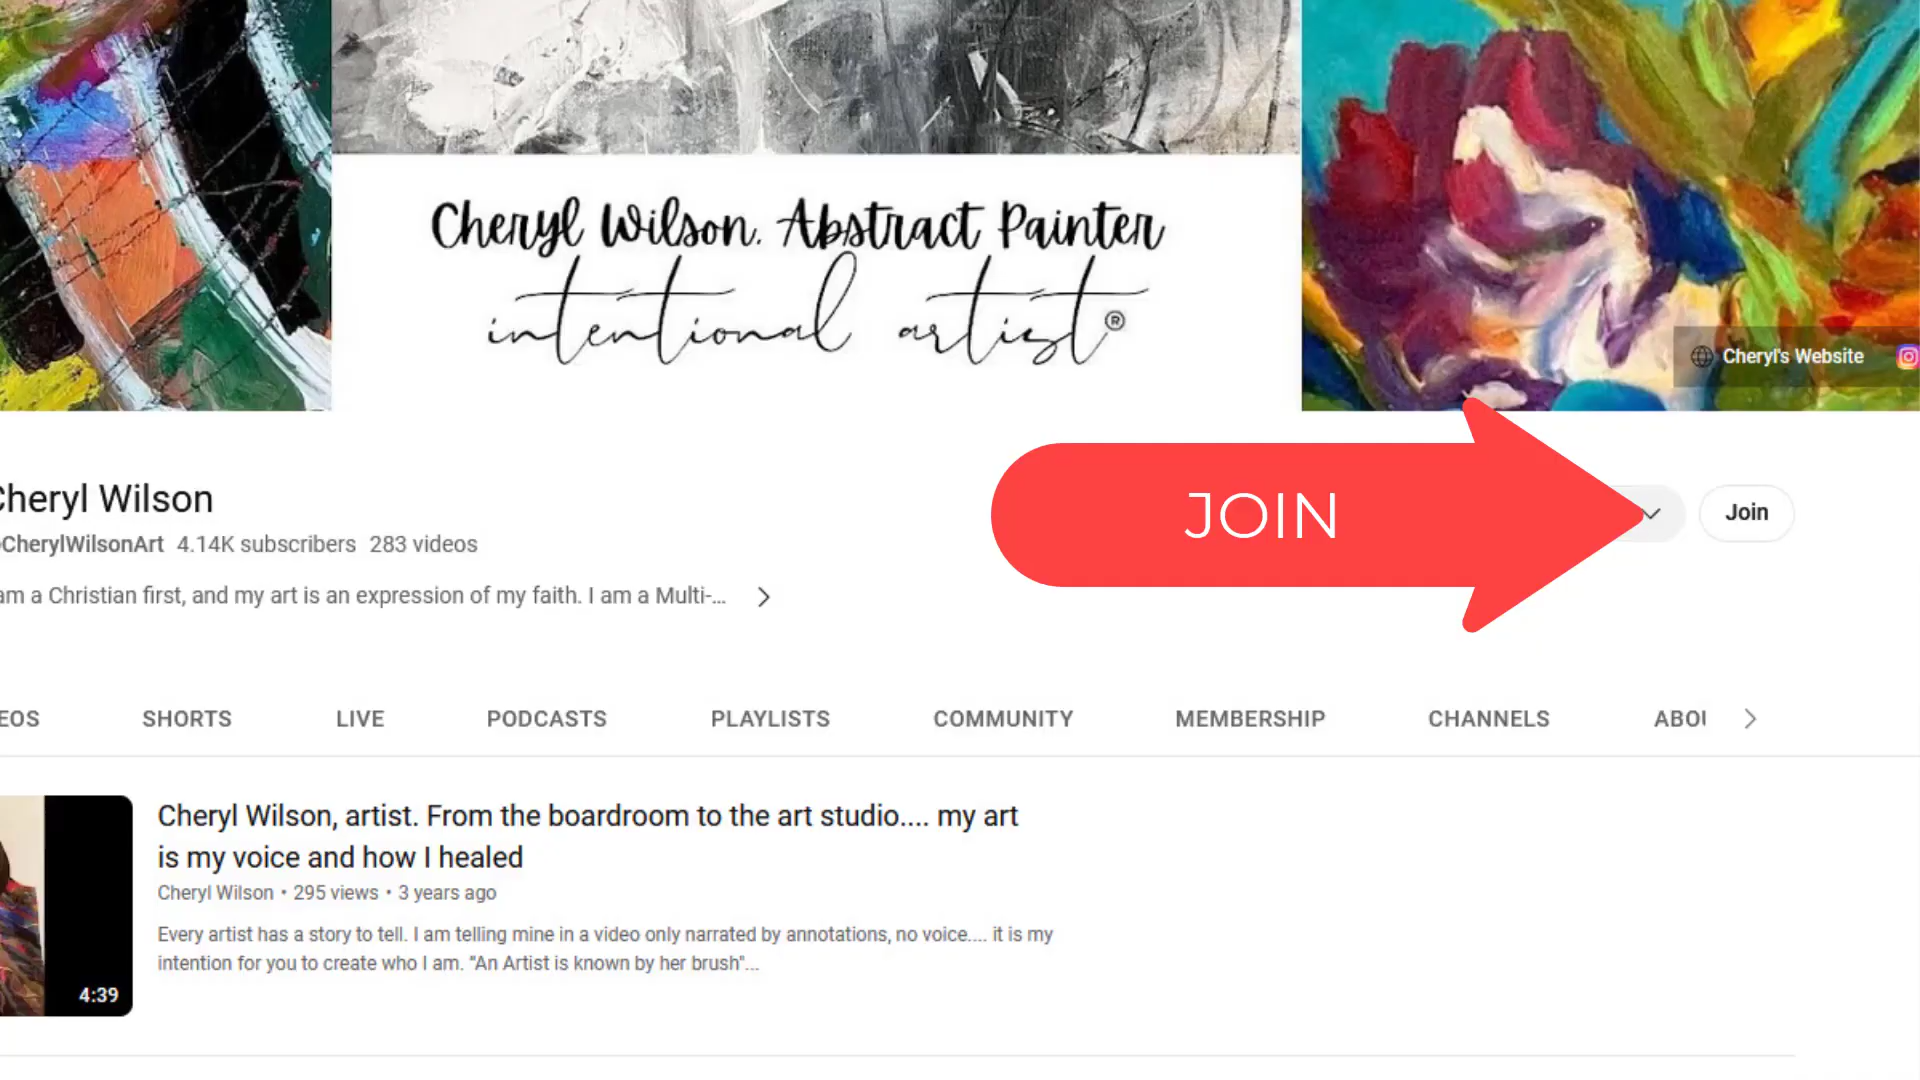 Cheryl Wilson. Abstract Painter
intentional artist®
Cheryl's Website
Cheryl Wilson
JOIN
Join
CherylWilsonArt 4.14K subscribers 283 videos
am a Christian first, and my art is an expression of my faith. I am a Multi-...
EOS SHORTS LIVE PODCASTS PLAYLISTS COMMUNITY MEMBERSHIP CHANNELS ABOU
Cheryl Wilson, artist. From the boardroom to the art studio.... my art
is my voice and how I healed
Cheryl Wilson • 295 views • 3 years ago
Every artist has a story to tell. I am telling mine in a video only narrated by annotations, no voice.... it is my
intention for you to create who I am. "An Artist is known by her brush"...
4:39